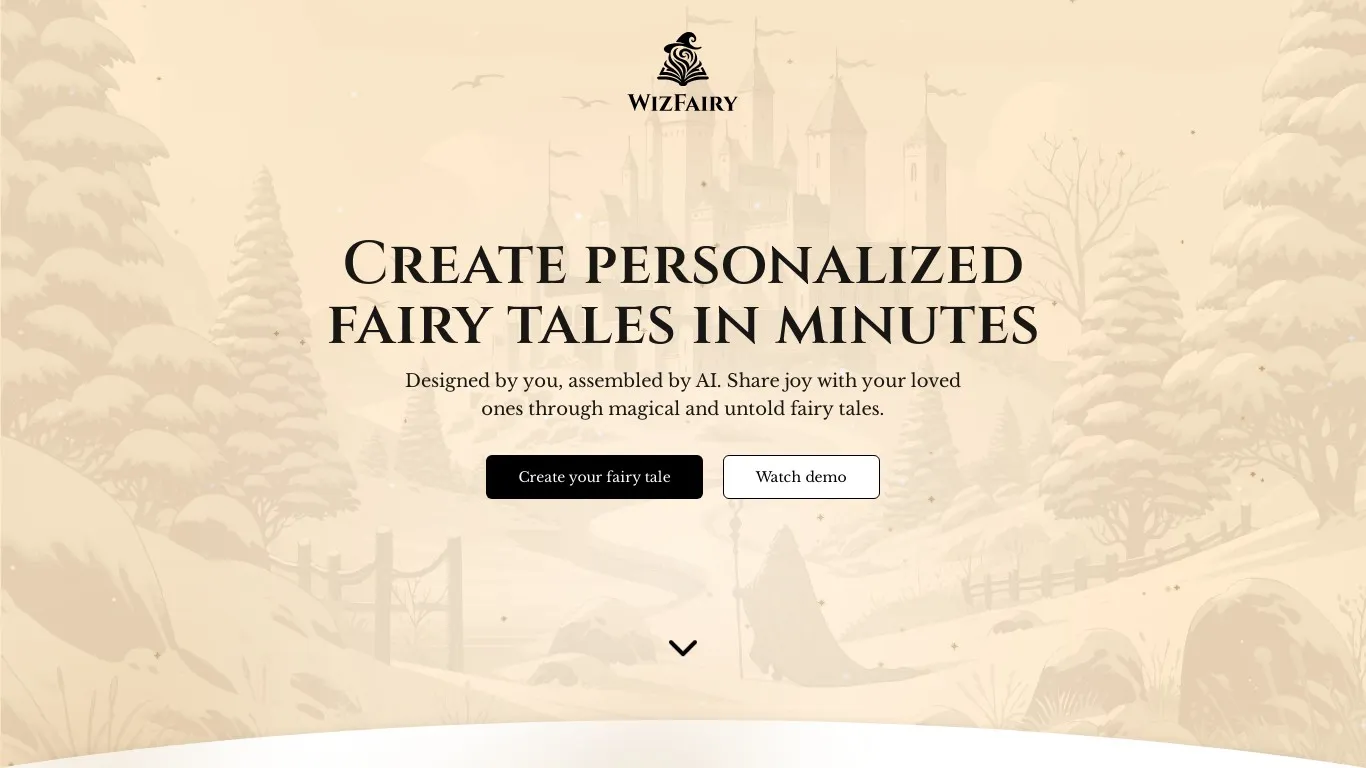 WizFairy
Create personalized
fairy tales in minutes
Designed by you, assembled by AI. Share joy with your loved
ones through magical and untold fairy tales.
Create your fairy tale
Watch demo